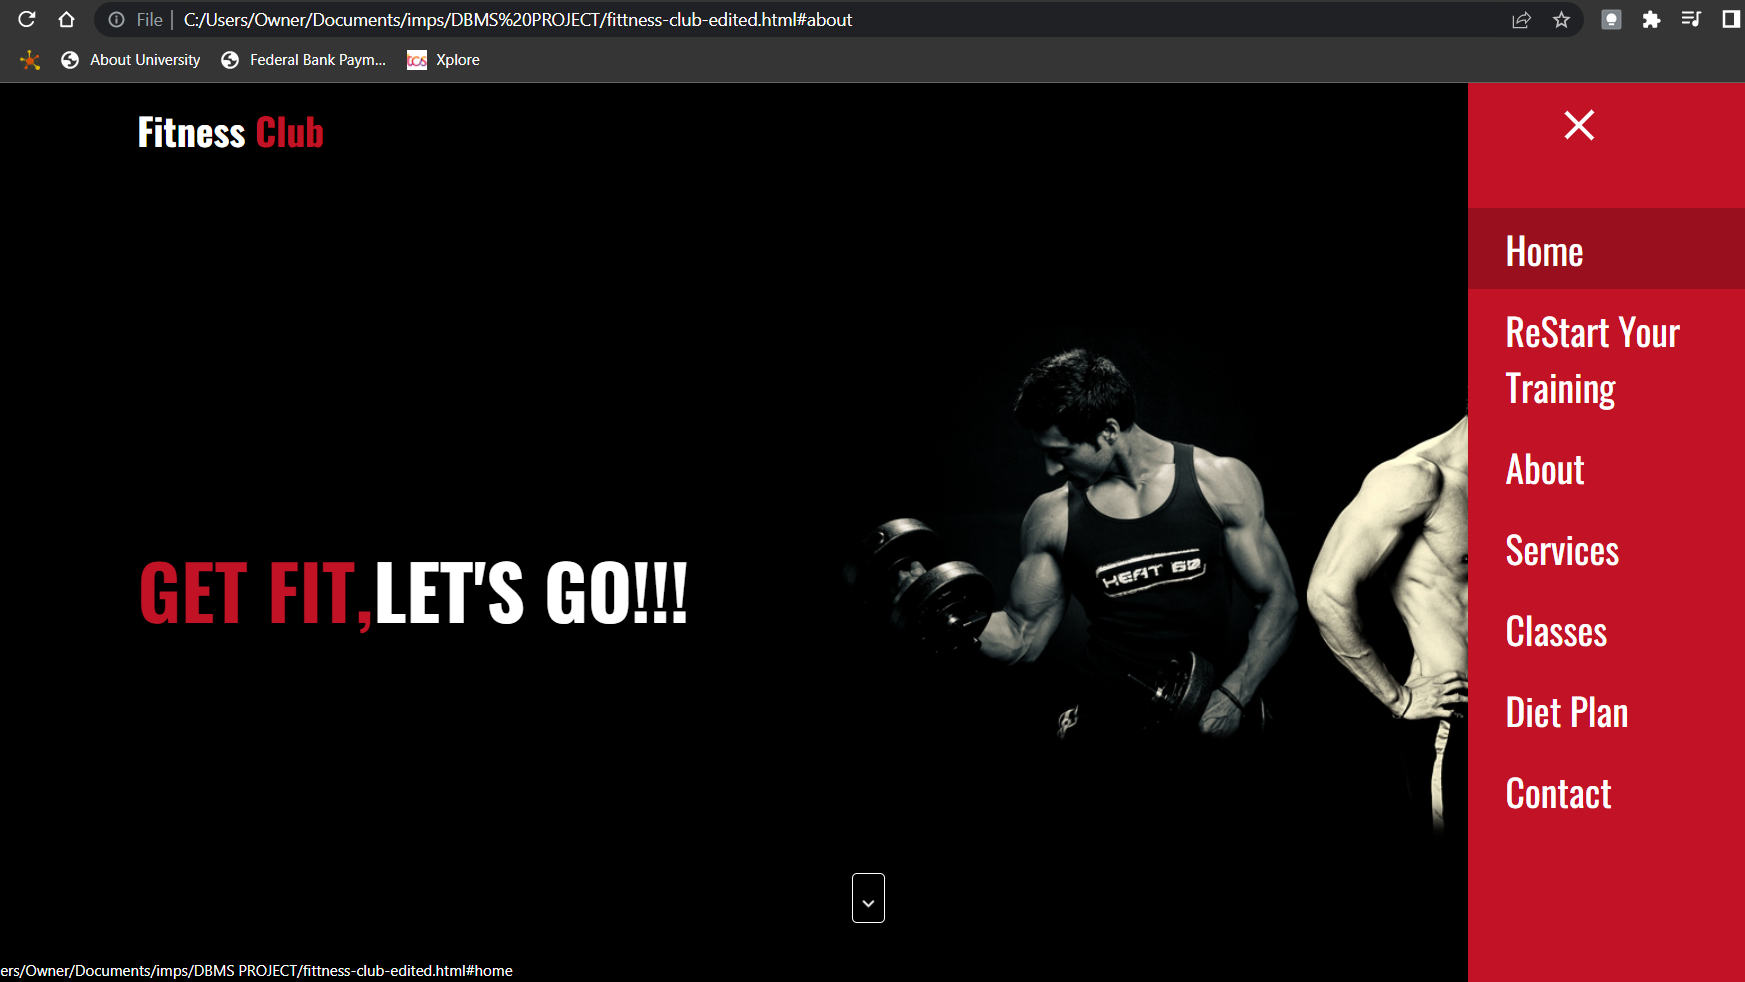 File | C:/Users/Owner/Documents/imps/DBMS%20PROJECT/fittness-club-edited.html#about
About University
Federal Bank Paym...
tcs Xplore
Fitness Club
Home
ReStart Your
Training
About
Services
Classes
Diet Plan
Contact
HEAT GO
GET FIT,LET'S GO!!!
ers/Owner/Documents/imps/DBMS PROJECT/fittness-club-edited.html#home